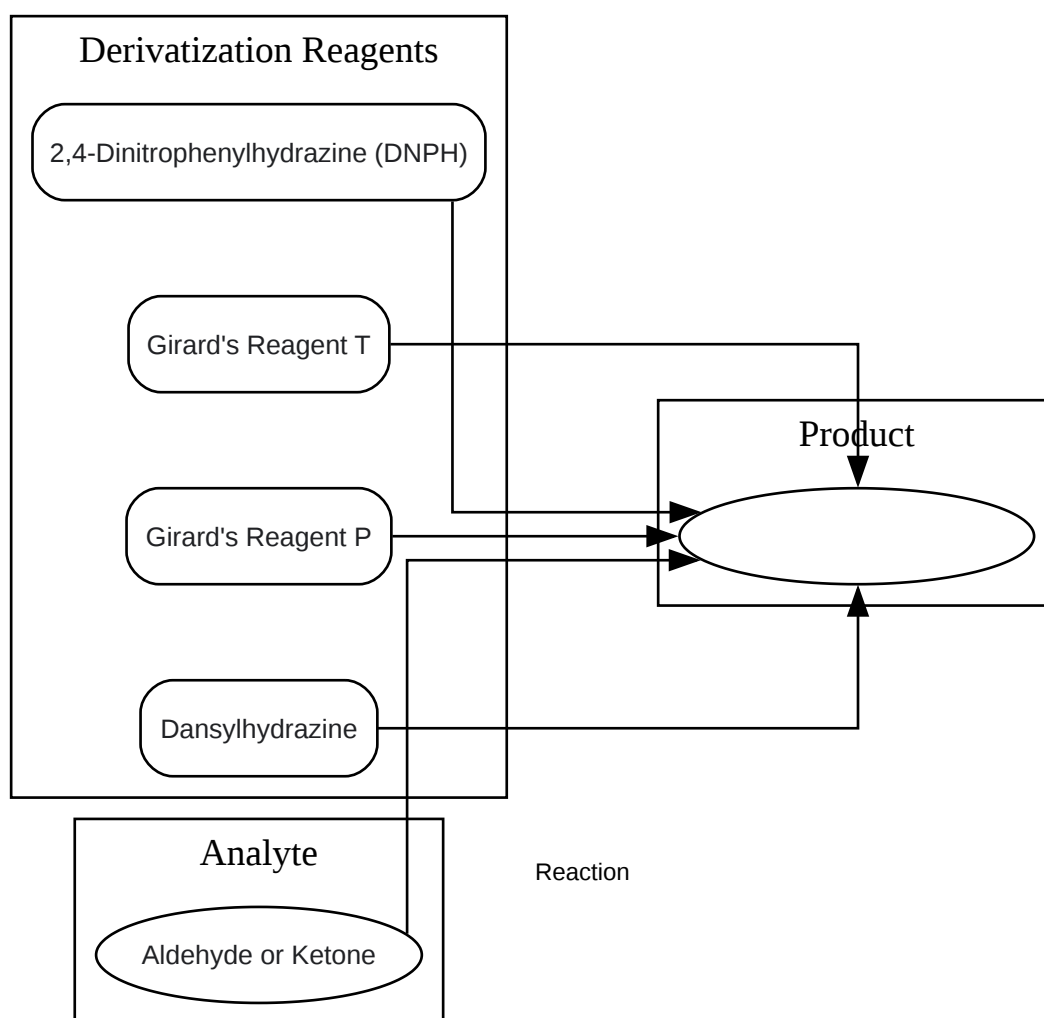 Derivatization Reagents
2,4-Dinitrophenylhydrazine (DNPH)
Girard's Reagent T
Product
Girard's Reagent P
Dansylhydrazine
Analyte
Reaction
Aldehyde or Ketone